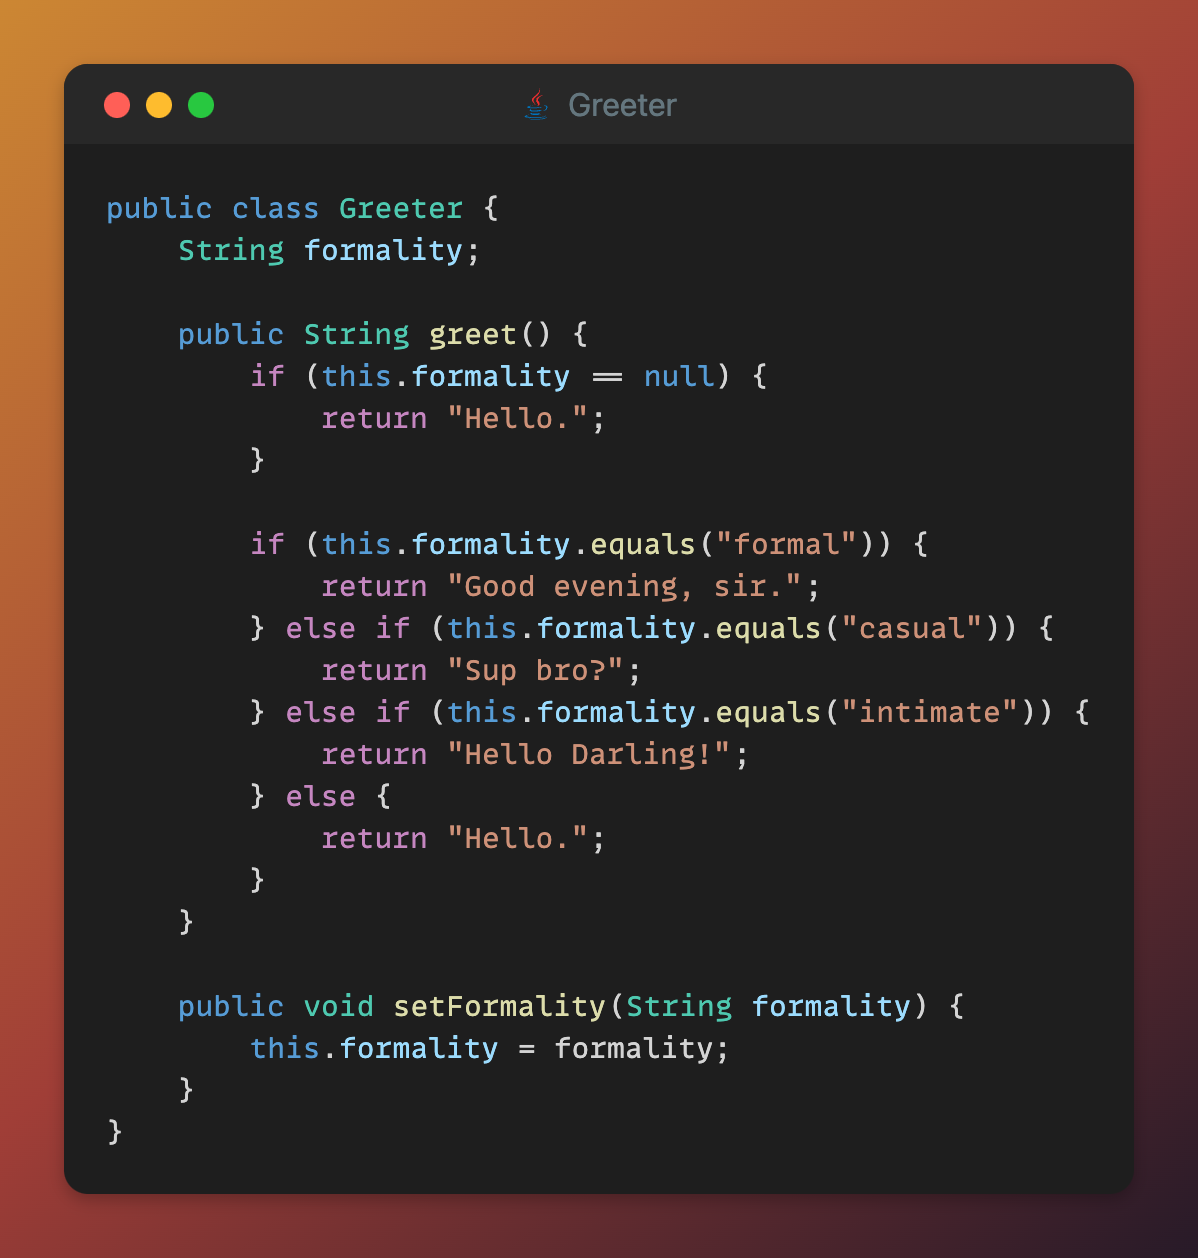 Greeter
public class Greeter {
    String formality;

    public String greet() {
        if (this.formality == null) {
            return "Hello.";
        }

        if (this.formality.equals("formal")) {
            return "Good evening, sir.";
        } else if (this.formality.equals("casual")) {
            return "Sup bro?";
        } else if (this.formality.equals("intimate")) {
            return "Hello Darling!";
        } else {
            return "Hello.";
        }
    }

    public void setFormality(String formality) {
        this.formality = formality;
    }
}